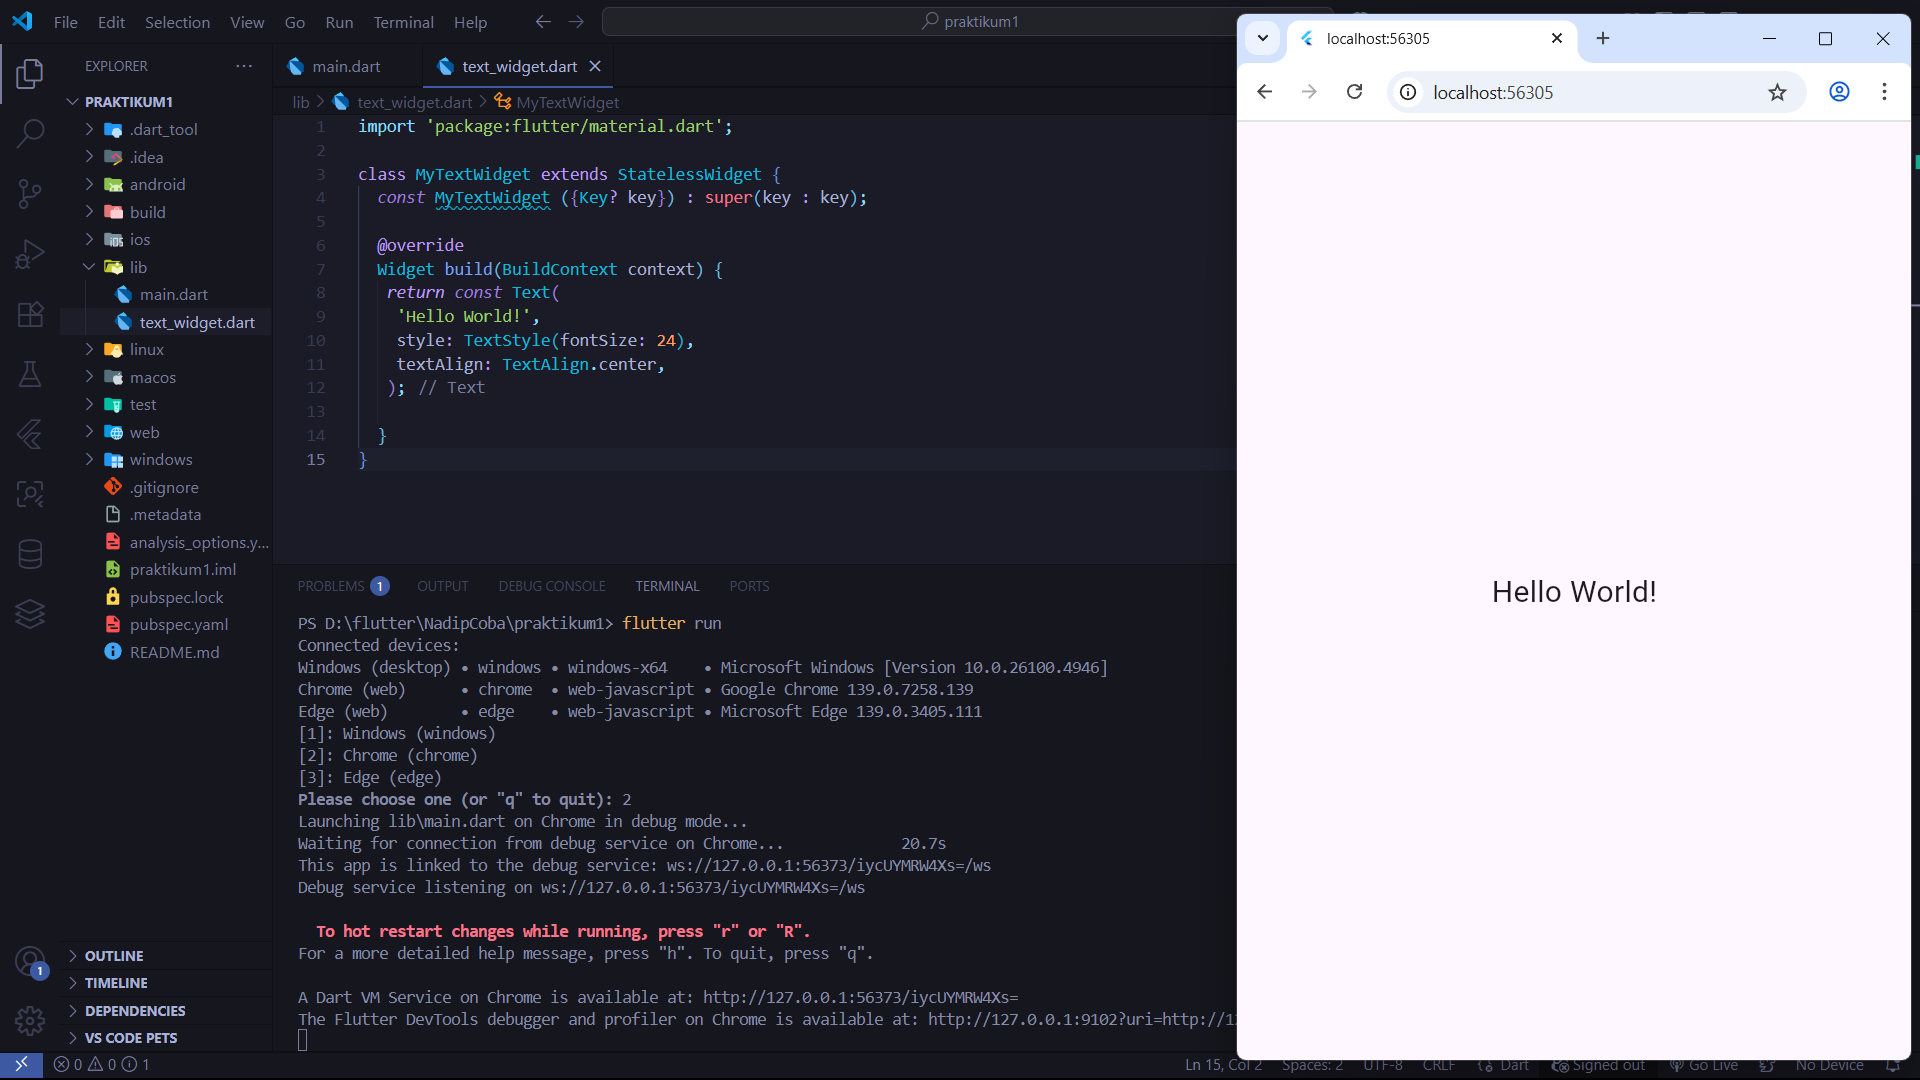 File Edit Selection View Go Run Terminal Help
praktikum1
EXPLORER
PRAKTIKUM1
.dart_tool
.idea
android
build
ios
lib
main.dart
text_widget.dart
linux
macos
test
web
windows
.gitignore
.metadata
analysis_options.y...
praktikum1.iml
pubspec.lock
pubspec.yaml
README.md
OUTLINE
TIMELINE
DEPENDENCIES
VS CODE PETS
1
main.dart
text_widget.dart
lib > text_widget.dart > MyTextWidget
1 import 'package:flutter/material.dart';
2
3 class MyTextWidget extends StatelessWidget {
4 const MyTextWidget ({Key? key}) : super(key : key);
5
6 @override
7 Widget build(BuildContext context) {
8 return const Text(
9 'Hello World!',
10 style: TextStyle(fontSize: 24),
11 textAlign: TextAlign.center,
12 ); // Text
13
14 }
15 }
PROBLEMS 1 OUTPUT DEBUG CONSOLE TERMINAL PORTS
PS D:\flutter\NadipCoba\praktikum1> flutter run
Connected devices:
Windows (desktop) • windows • windows-x64 • Microsoft Windows [Version 10.0.26100.4946]
Chrome (web) • chrome • web-javascript • Google Chrome 139.0.7258.139
Edge (web) • edge • web-javascript • Microsoft Edge 139.0.3405.111
[1]: Windows (windows)
[2]: Chrome (chrome)
[3]: Edge (edge)
Please choose one (or "q" to quit): 2
Launching lib\main.dart on Chrome in debug mode...
Waiting for connection from debug service on Chrome... 20.7s
This app is linked to the debug service: ws://127.0.0.1:56373/iycUYMRW4Xs=/ws
Debug service listening on ws://127.0.0.1:56373/iycUYMRW4Xs=/ws
To hot restart changes while running, press "r" or "R".
For a more detailed help message, press "h". To quit, press "q".
A Dart VM Service on Chrome is available at: http://127.0.0.1:56373/iycUYMRW4Xs=
The Flutter DevTools debugger and profiler on Chrome is available at: http://127.0.0.1:9102?uri=http://12
0 0 1
Ln 15, Col 2 Spaces: 2 UTF-8 CRLF Dart Signed out Go Live No Device
localhost:56305
localhost:56305
Hello World!